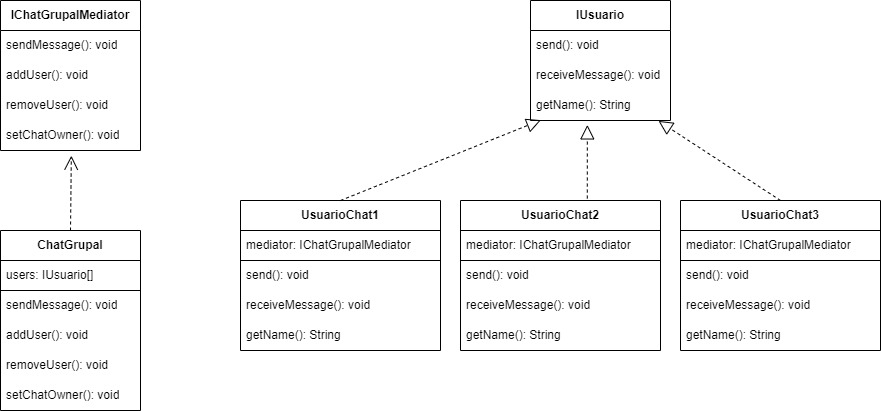 IChatGrupalMediator
sendMessage(): void
addUser(): void
removeUser(): void
setChatOwner(): void
IUsuario
send(): void
receiveMessage(): void
getName(): String
ChatGrupal
users: IUsuario[]
sendMessage(): void
addUser(): void
removeUser(): void
setChatOwner(): void
UsuarioChat1
mediator: IChatGrupalMediator
send(): void
receiveMessage(): void
getName(): String
UsuarioChat2
mediator: IChatGrupalMediator
send(): void
receiveMessage(): void
getName(): String
UsuarioChat3
mediator: IChatGrupalMediator
send(): void
receiveMessage(): void
getName(): String